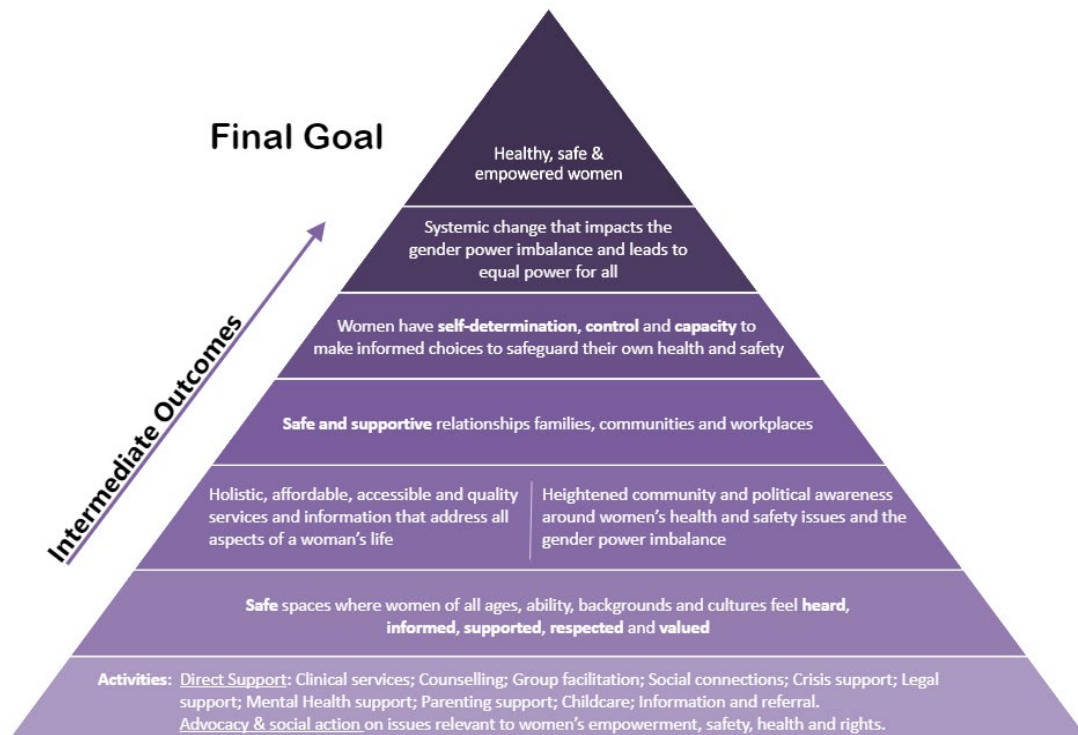 Final Goal
Healthy, safe &
empowered women
Systemic change that impacts the
gender power imbalance and leads to
equal power for all
Intermediate Outcomes
Women have self-determination, control and capacity to
make informed choices to safeguard their own health and safety
Safe and supportive relationships families, communities and workplaces
Holistic, affordable, accessible and quality
services and information that address all
aspects of a woman's life
Heightened community and political awareness
around women's health and safety issues and the
gender power imbalance
Safe spaces where women of all ages, ability, backgrounds and cultures feel heard,
informed, supported, respected and valued
Activities: Direct Support: Clinical services; Counselling; Group facilitation; Social connections; Crisis support; Legal
support; Mental Health support; Parenting support; Childcare; Information and referral.
Advocacy & social action on issues relevant to women's empowerment, safety, health and rights.